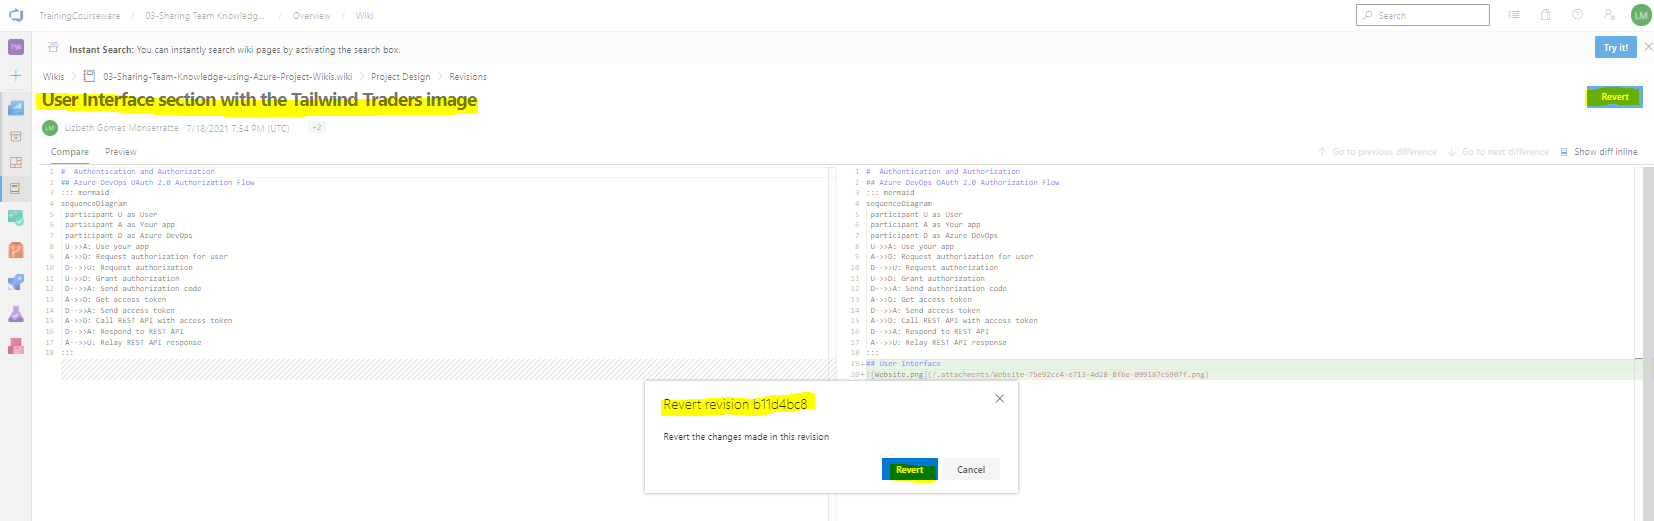 TrainingCourseware / 03-Sharing Team Knowledg... / Overview / Wiki
Search
LM
TW
Instant Search: You can instantly search wiki pages by activating the search box.
Try it!
Wikis > 03-Sharing-Team-Knowledge-using-Azure-Project-Wikis.wiki > Project Design > Revisions
User Interface section with the Tailwind Traders image
Revert
LM Lizbeth Gómes Monserratte 7/18/2021 7:54 PM (UTC) +2
Compare Preview
Go to previous difference Go to next difference Show diff inline
1 # Authentication and Authorization
2 ## Azure DevOps OAuth 2.0 Authorization Flow
3 ::: mermaid
4 sequenceDiagram
5 participant U as User
6 participant A as Your app
7 participant D as Azure DevOps
8 U->>A: Use your app
9 A->>D: Request authorization for user
10 D-->>U: Request authorization
11 U->>D: Grant authorization
12 D-->>A: Send authorization code
13 A->>D: Get access token
14 D-->>A: Send access token
15 A->>D: Call REST API with access token
16 D-->>A: Respond to REST API
17 A-->>U: Relay REST API response
18 :::
1 # Authentication and Authorization
2 ## Azure DevOps OAuth 2.0 Authorization Flow
3 ::: mermaid
4 sequenceDiagram
5 participant U as User
6 participant A as Your app
7 participant D as Azure DevOps
8 U->>A: Use your app
9 A->>D: Request authorization for user
10 D-->>U: Request authorization
11 U->>D: Grant authorization
12 D-->>A: Send authorization code
13 A->>D: Get access token
14 D-->>A: Send access token
15 A->>D: Call REST API with access token
16 D-->>A: Respond to REST API
17 A-->>U: Relay REST API response
18 :::
19+ ## User Interface
20+ ![Website.png](/.attachments/Website-75e92cc4-e713-4d28-8f6e-099187c5907f.png)
Revert revision b11d4bc8
Revert the changes made in this revision
Revert Cancel